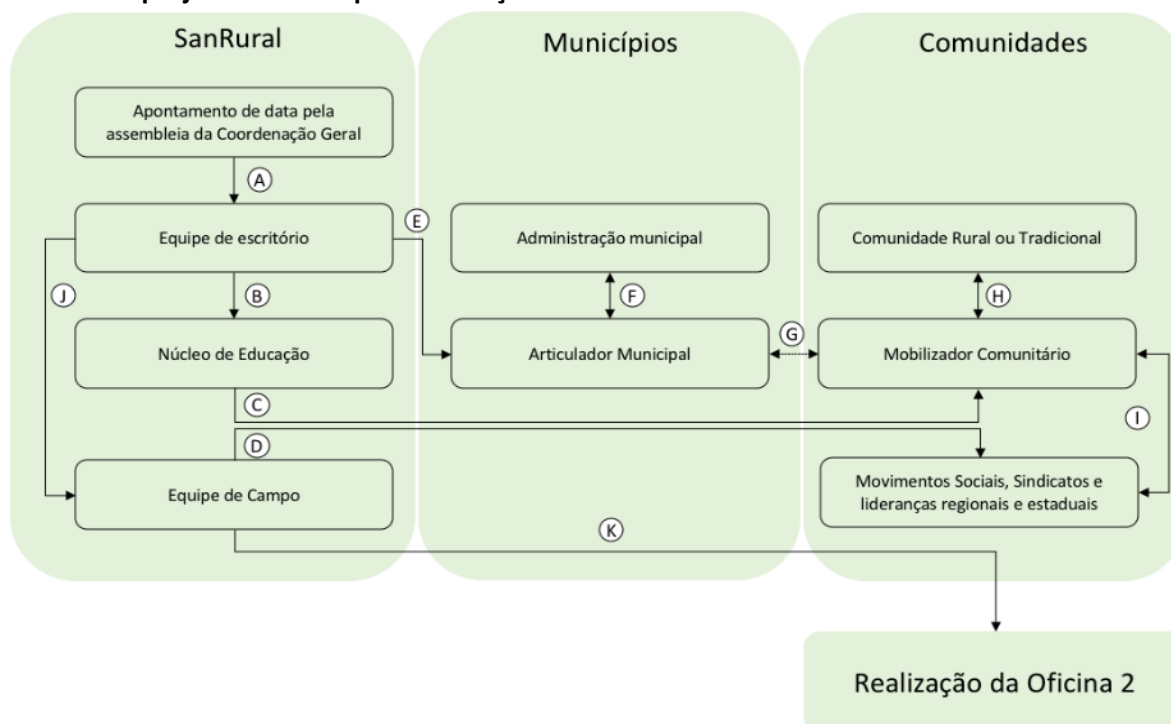 SanRural
Municípios
Comunidades
Apontamento de data pela
assembleia da Coordenação Geral
A
Equipe de escritório
E
Administração municipal
Comunidade Rural ou Tradicional
J
B
F
H
Núcleo de Educação
Articulador Municipal
G
Mobilizador Comunitário
C
I
D
Equipe de Campo
Movimentos Sociais, Sindicatos e
lideranças regionais e estaduais
K
Realização da Oficina 2